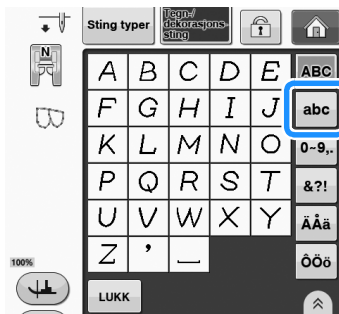 Sting typer
Tegn-/
dekorasjons-
sting
N
A B C D E
ABC
F G H I J
abc
K L M N O
0~9,.
P Q R S T
&?!
U V W X Y
ÄÅä
Z ' _
ÔÖö
100%
LUKK